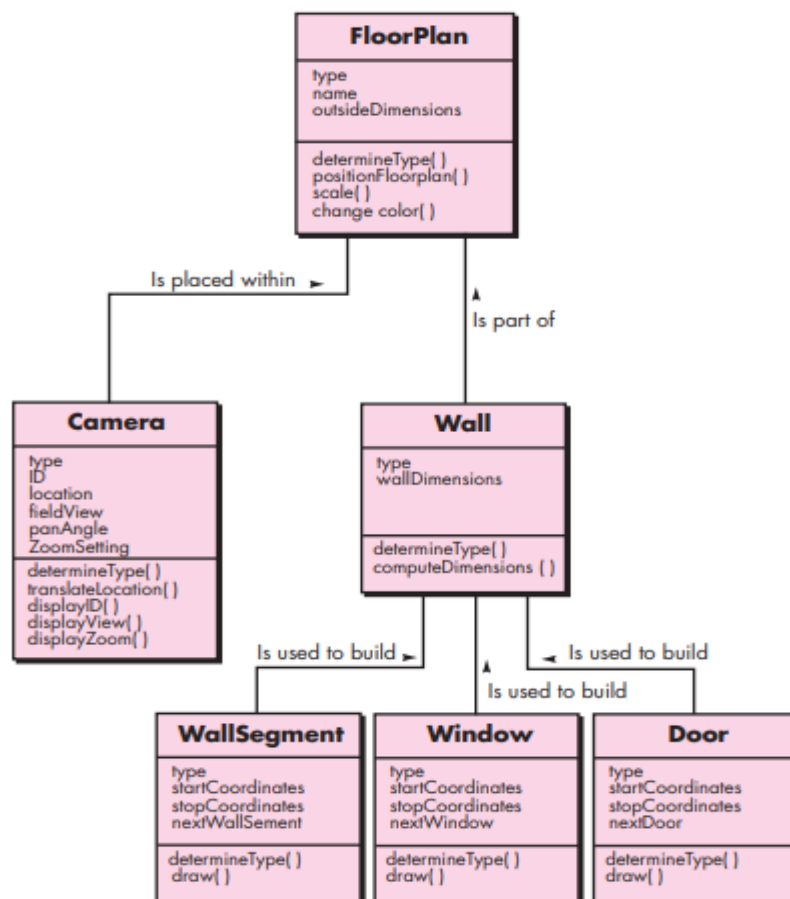 FloorPlan
type
name
outsideDimensions
determineType( )
positionFloorplan( )
scale( )
change color( )
Is placed within
Is part of
Camera
type
ID
location
fieldView
panAngle
ZoomSetting
determineType( )
translateLocation( )
displayID( )
displayView( )
displayZoom( )
Wall
type
wallDimensions
determineType( )
computeDimensions ( )
Is used to build
Is used to build
Is used to build
WallSegment
type
startCoordinates
stopCoordinates
nextWallSement
determineType( )
draw( )
Window
type
startCoordinates
stopCoordinates
nextWindow
determineType( )
draw( )
Door
type
startCoordinates
stopCoordinates
nextDoor
determineType( )
draw( )